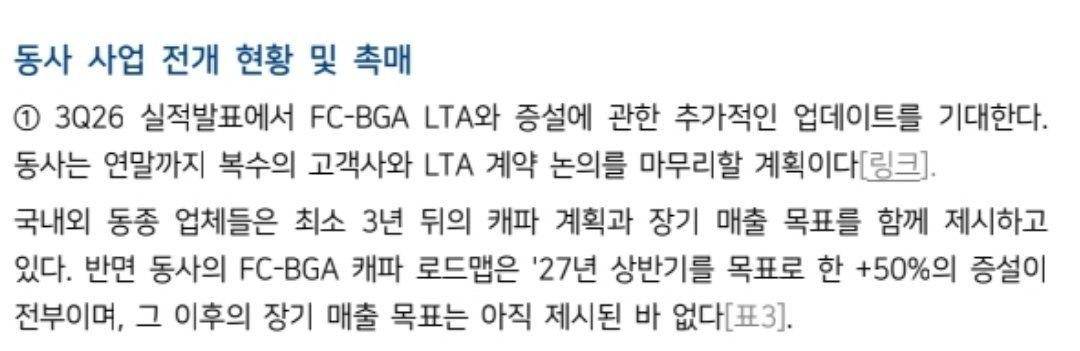 동사 사업 전개 현황 및 촉매
① 3Q26 실적발표에서 FC-BGA LTA와 증설에 관한 추가적인 업데이트를 기대한다.
동사는 연말까지 복수의 고객사와 LTA 계약 논의를 마무리할 계획이다[링크].
국내외 동종 업체들은 최소 3년 뒤의 캐파 계획과 장기 매출 목표를 함께 제시하고
있다. 반면 동사의 FC-BGA 캐파 로드맵은 '27년 상반기를 목표로 한 +50%의 증설이
전부이며, 그 이후의 장기 매출 목표는 아직 제시된 바 없다[표3].